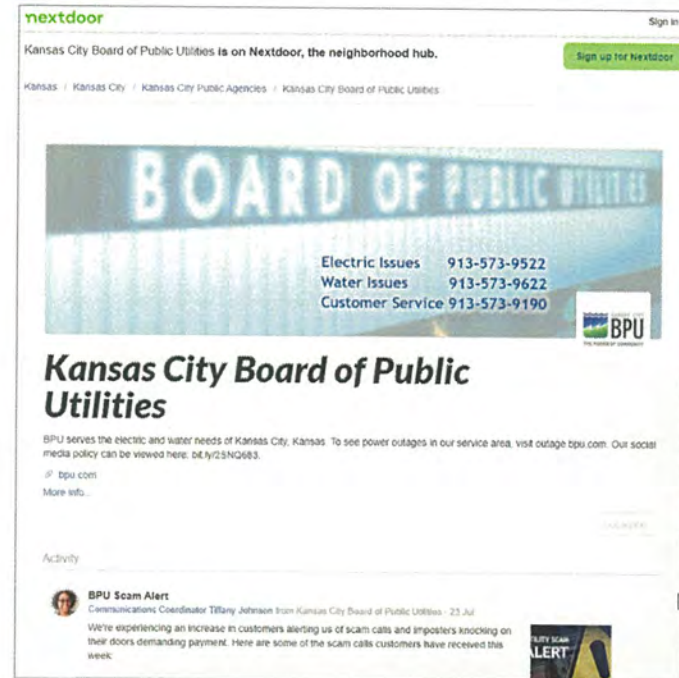 nextdoor
Sign in
Kansas City Board of Public Utilities is on Nextdoor, the neighborhood hub.
Sign up for Nextdoor
Kansas / Kansas City / Kansas City Public Agencies / Kansas City Board of Public Utilities
BOARD OF PUBLIC UTILITIES
Electric Issues 913-573-9522
Water Issues 913-573-9622
Customer Service 913-573-9190
BPU
Kansas City Board of Public
Utilities
BPU serves the electric and water needs of Kansas City, Kansas. To see power outages in our service area, visit outage.bpu.com. Our social
media policy can be viewed here: bit.ly/25NQ683.
bpu.com
More info...
Activity
BPU Scam Alert
Communications Coordinator Tiffany Johnson from Kansas City Board of Public Utilities · 23 Jul
We're experiencing an increase in customers alerting us of scam calls and imposters knocking on
their doors demanding payment. Here are some of the scam calls customers have received this
week:
UTILITY SCAM
ALERT